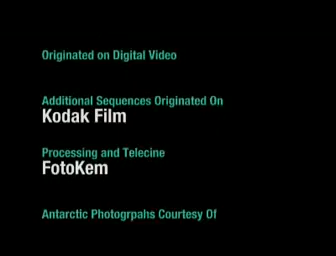 Originated on Digital Video
Additional Sequences Originated On
Kodak Film
Processing and Telecine
FotoKem
Antarctic Photogrpahs Courtesy Of